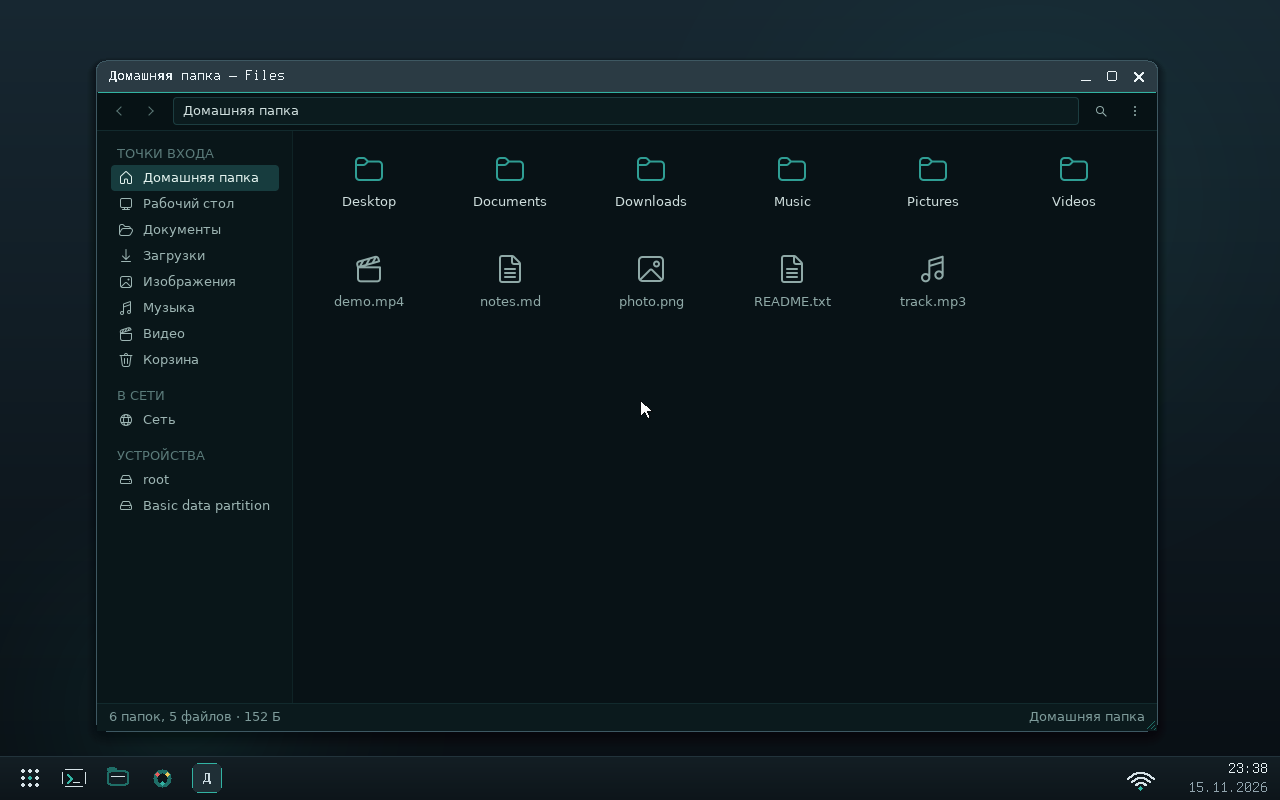 Домашняя папка — Files
Домашняя папка
ТОЧКИ ВХОДА
Домашняя папка
Рабочий стол
Документы
Загрузки
Изображения
Музыка
Видео
Корзина
В СЕТИ
Сеть
УСТРОЙСТВА
root
Basic data partition
Desktop
Documents
Downloads
Music
Pictures
Videos
demo.mp4
notes.md
photo.png
README.txt
track.mp3
6 папок, 5 файлов · 152 Б
Домашняя папка
Д
23:38
15.11.2026